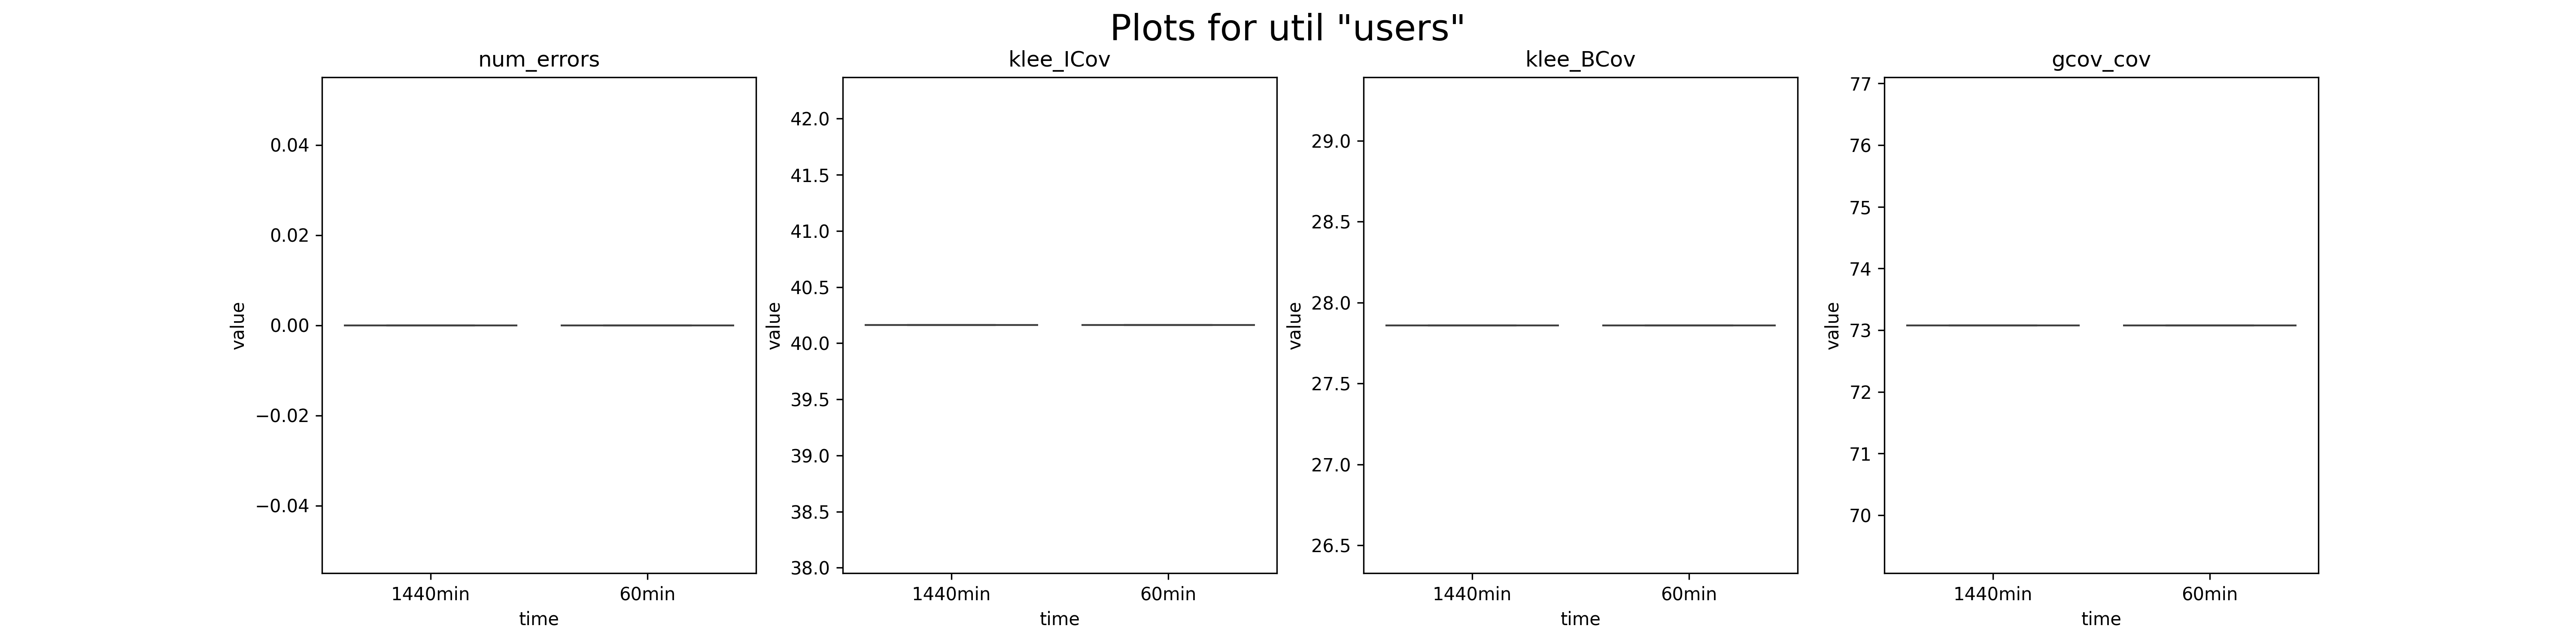 Plots for util "users"
num_errors
0.04
0.02
0.00
−0.02
−0.04
value
1440min
60min
time
klee_ICov
42.0
41.5
41.0
40.5
40.0
39.5
39.0
38.5
38.0
value
1440min
60min
time
klee_BCov
29.0
28.5
28.0
27.5
27.0
26.5
value
1440min
60min
time
gcov_cov
77
76
75
74
73
72
71
70
value
1440min
60min
time